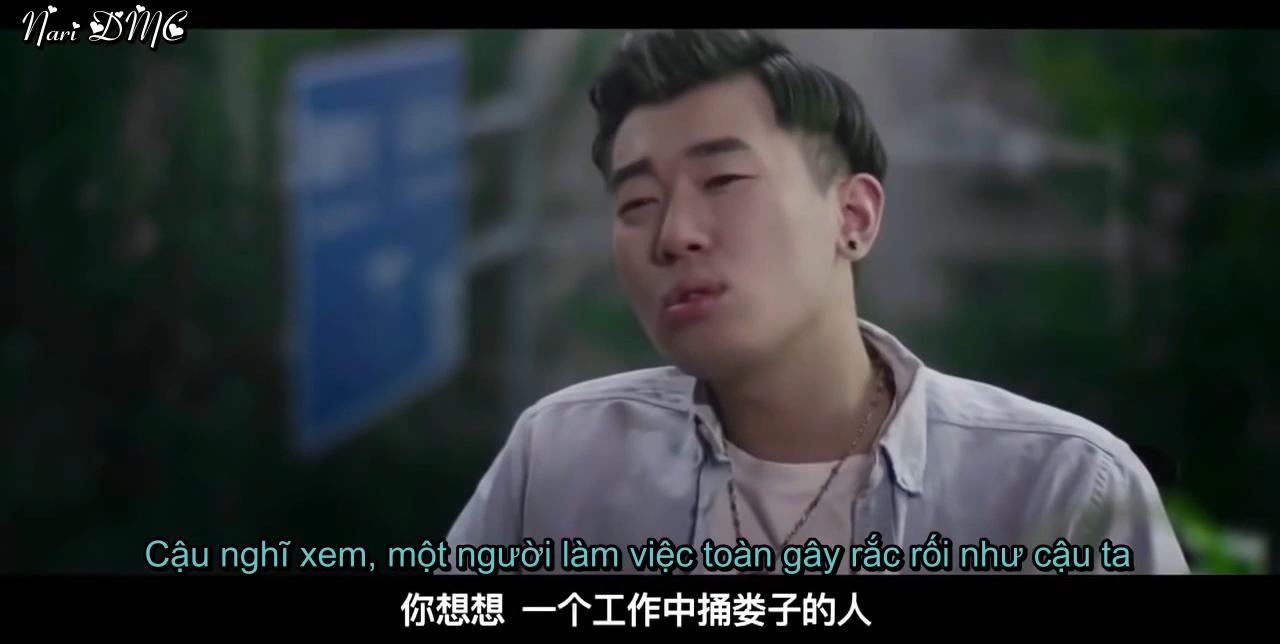 Nari DMC
Cậu nghĩ xem, một người làm việc toàn gây rắc rối như cậu ta
你想想 一个工作中捅娄子的人